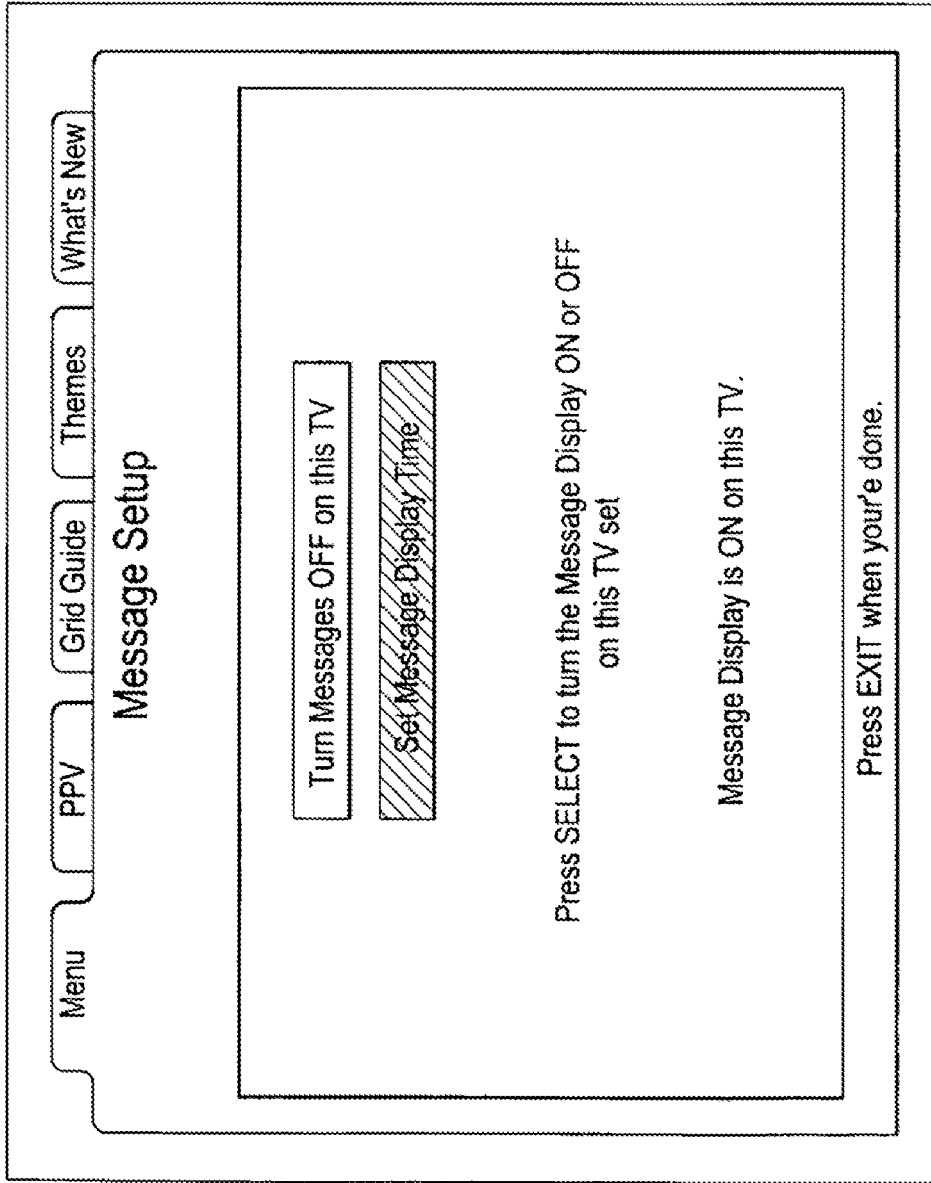 Menu
PPV
Grid Guide
Themes
What's New
Message Setup
Turn Messages OFF on this TV
Set Message Display Time
Press SELECT to turn the Message Display ON or OFF
on this TV set
Message Display is ON on this TV.
Press EXIT when your'e done.